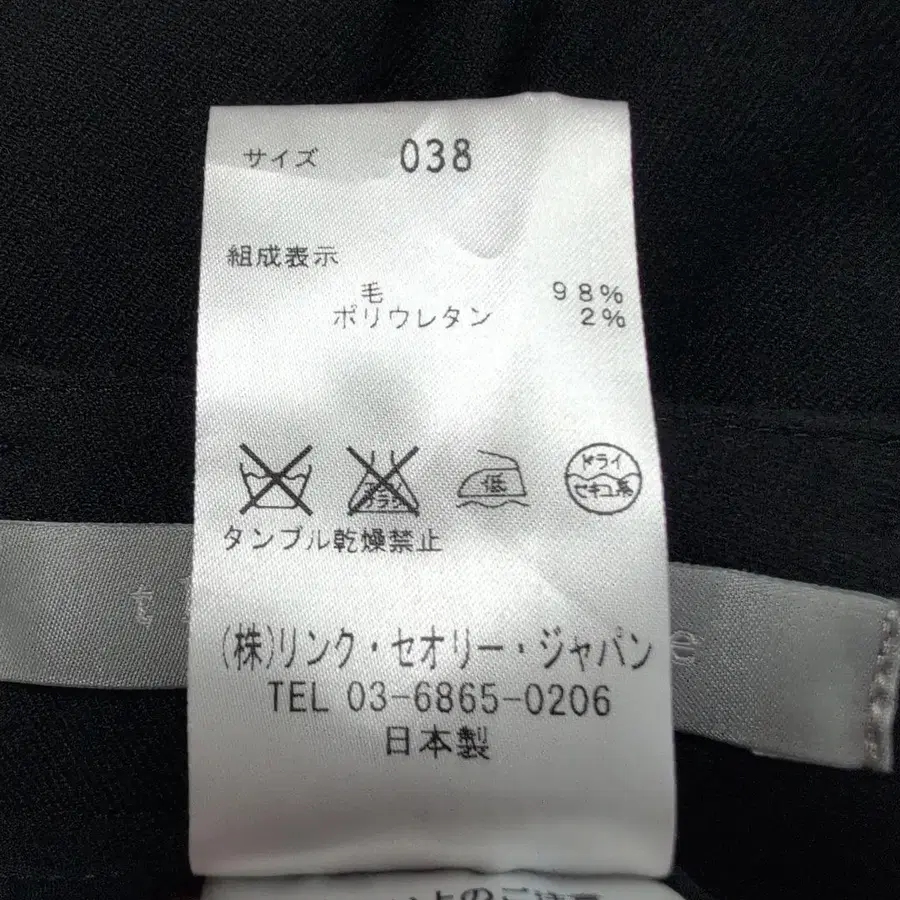 サイズ 038
組成表示
毛 98%
ポリウレタン 2%
低
ドライ
セキユ系
タンブル乾燥禁止
t e
(株)リンク・セオリー・ジャパン
TEL 03-6865-0206
日本製